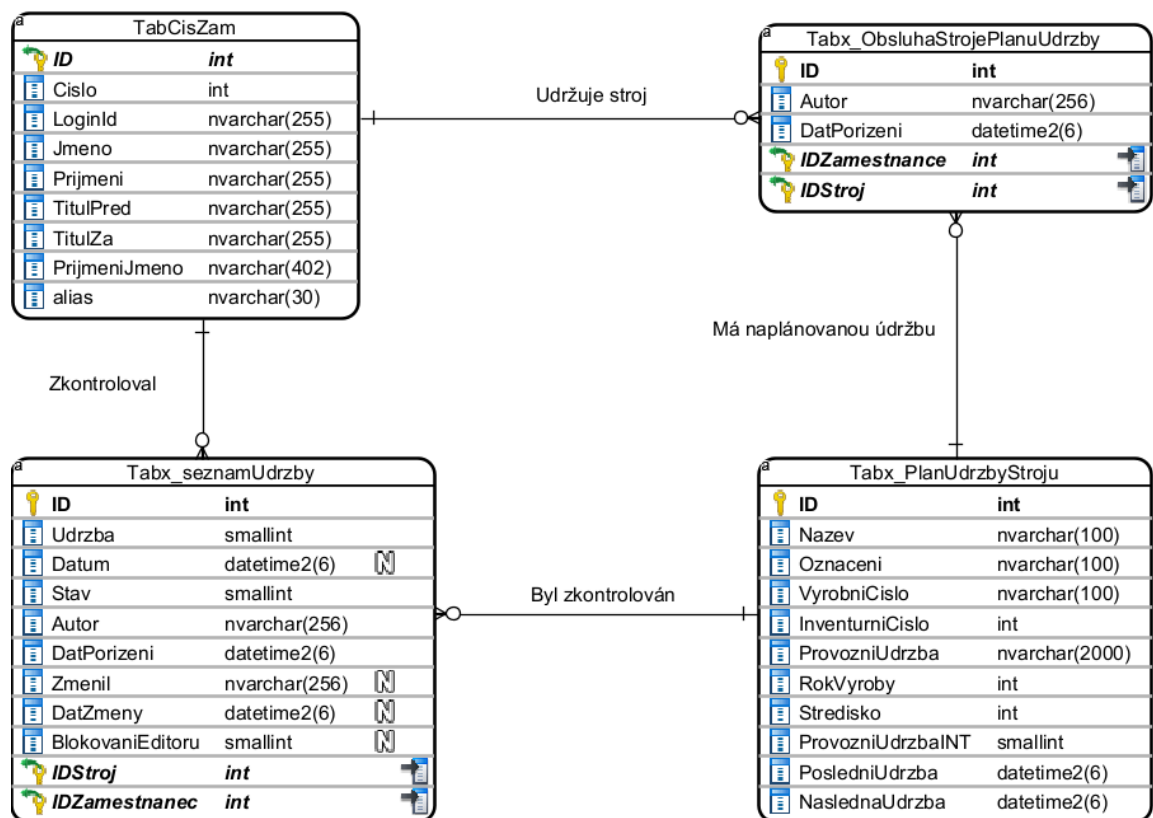 a
TabCisZam
ID int
Cislo int
LoginId nvarchar(255)
Jmeno nvarchar(255)
Prijmeni nvarchar(255)
TitulPred nvarchar(255)
TitulZa nvarchar(255)
PrijmeniJmeno nvarchar(402)
alias nvarchar(30)
Udržuje stroj
a
Tabx_ObsluhaStrojePlanuUdrzby
ID int
Autor nvarchar(256)
DatPorizeni datetime2(6)
IDZamestnance int
IDStroj int
Zkontroloval
Má naplánovanou údržbu
a
Tabx_seznamUdrzby
ID int
Udrzba smallint
Datum datetime2(6) N
Stav smallint
Autor nvarchar(256)
DatPorizeni datetime2(6)
Zmenil nvarchar(256) N
DatZmeny datetime2(6) N
BlokovaniEditoru smallint N
IDStroj int
IDZamestnanec int
Byl zkontrolován
a
Tabx_PlanUdrzbyStroju
ID int
Nazev nvarchar(100)
Oznaceni nvarchar(100)
VyrobniCislo nvarchar(100)
InventurniCislo int
ProvozniUdrzba nvarchar(2000)
RokVyroby int
Stredisko int
ProvozniUdrzbaINT smallint
PosledniUdrzba datetime2(6)
NaslednaUdrzba datetime2(6)